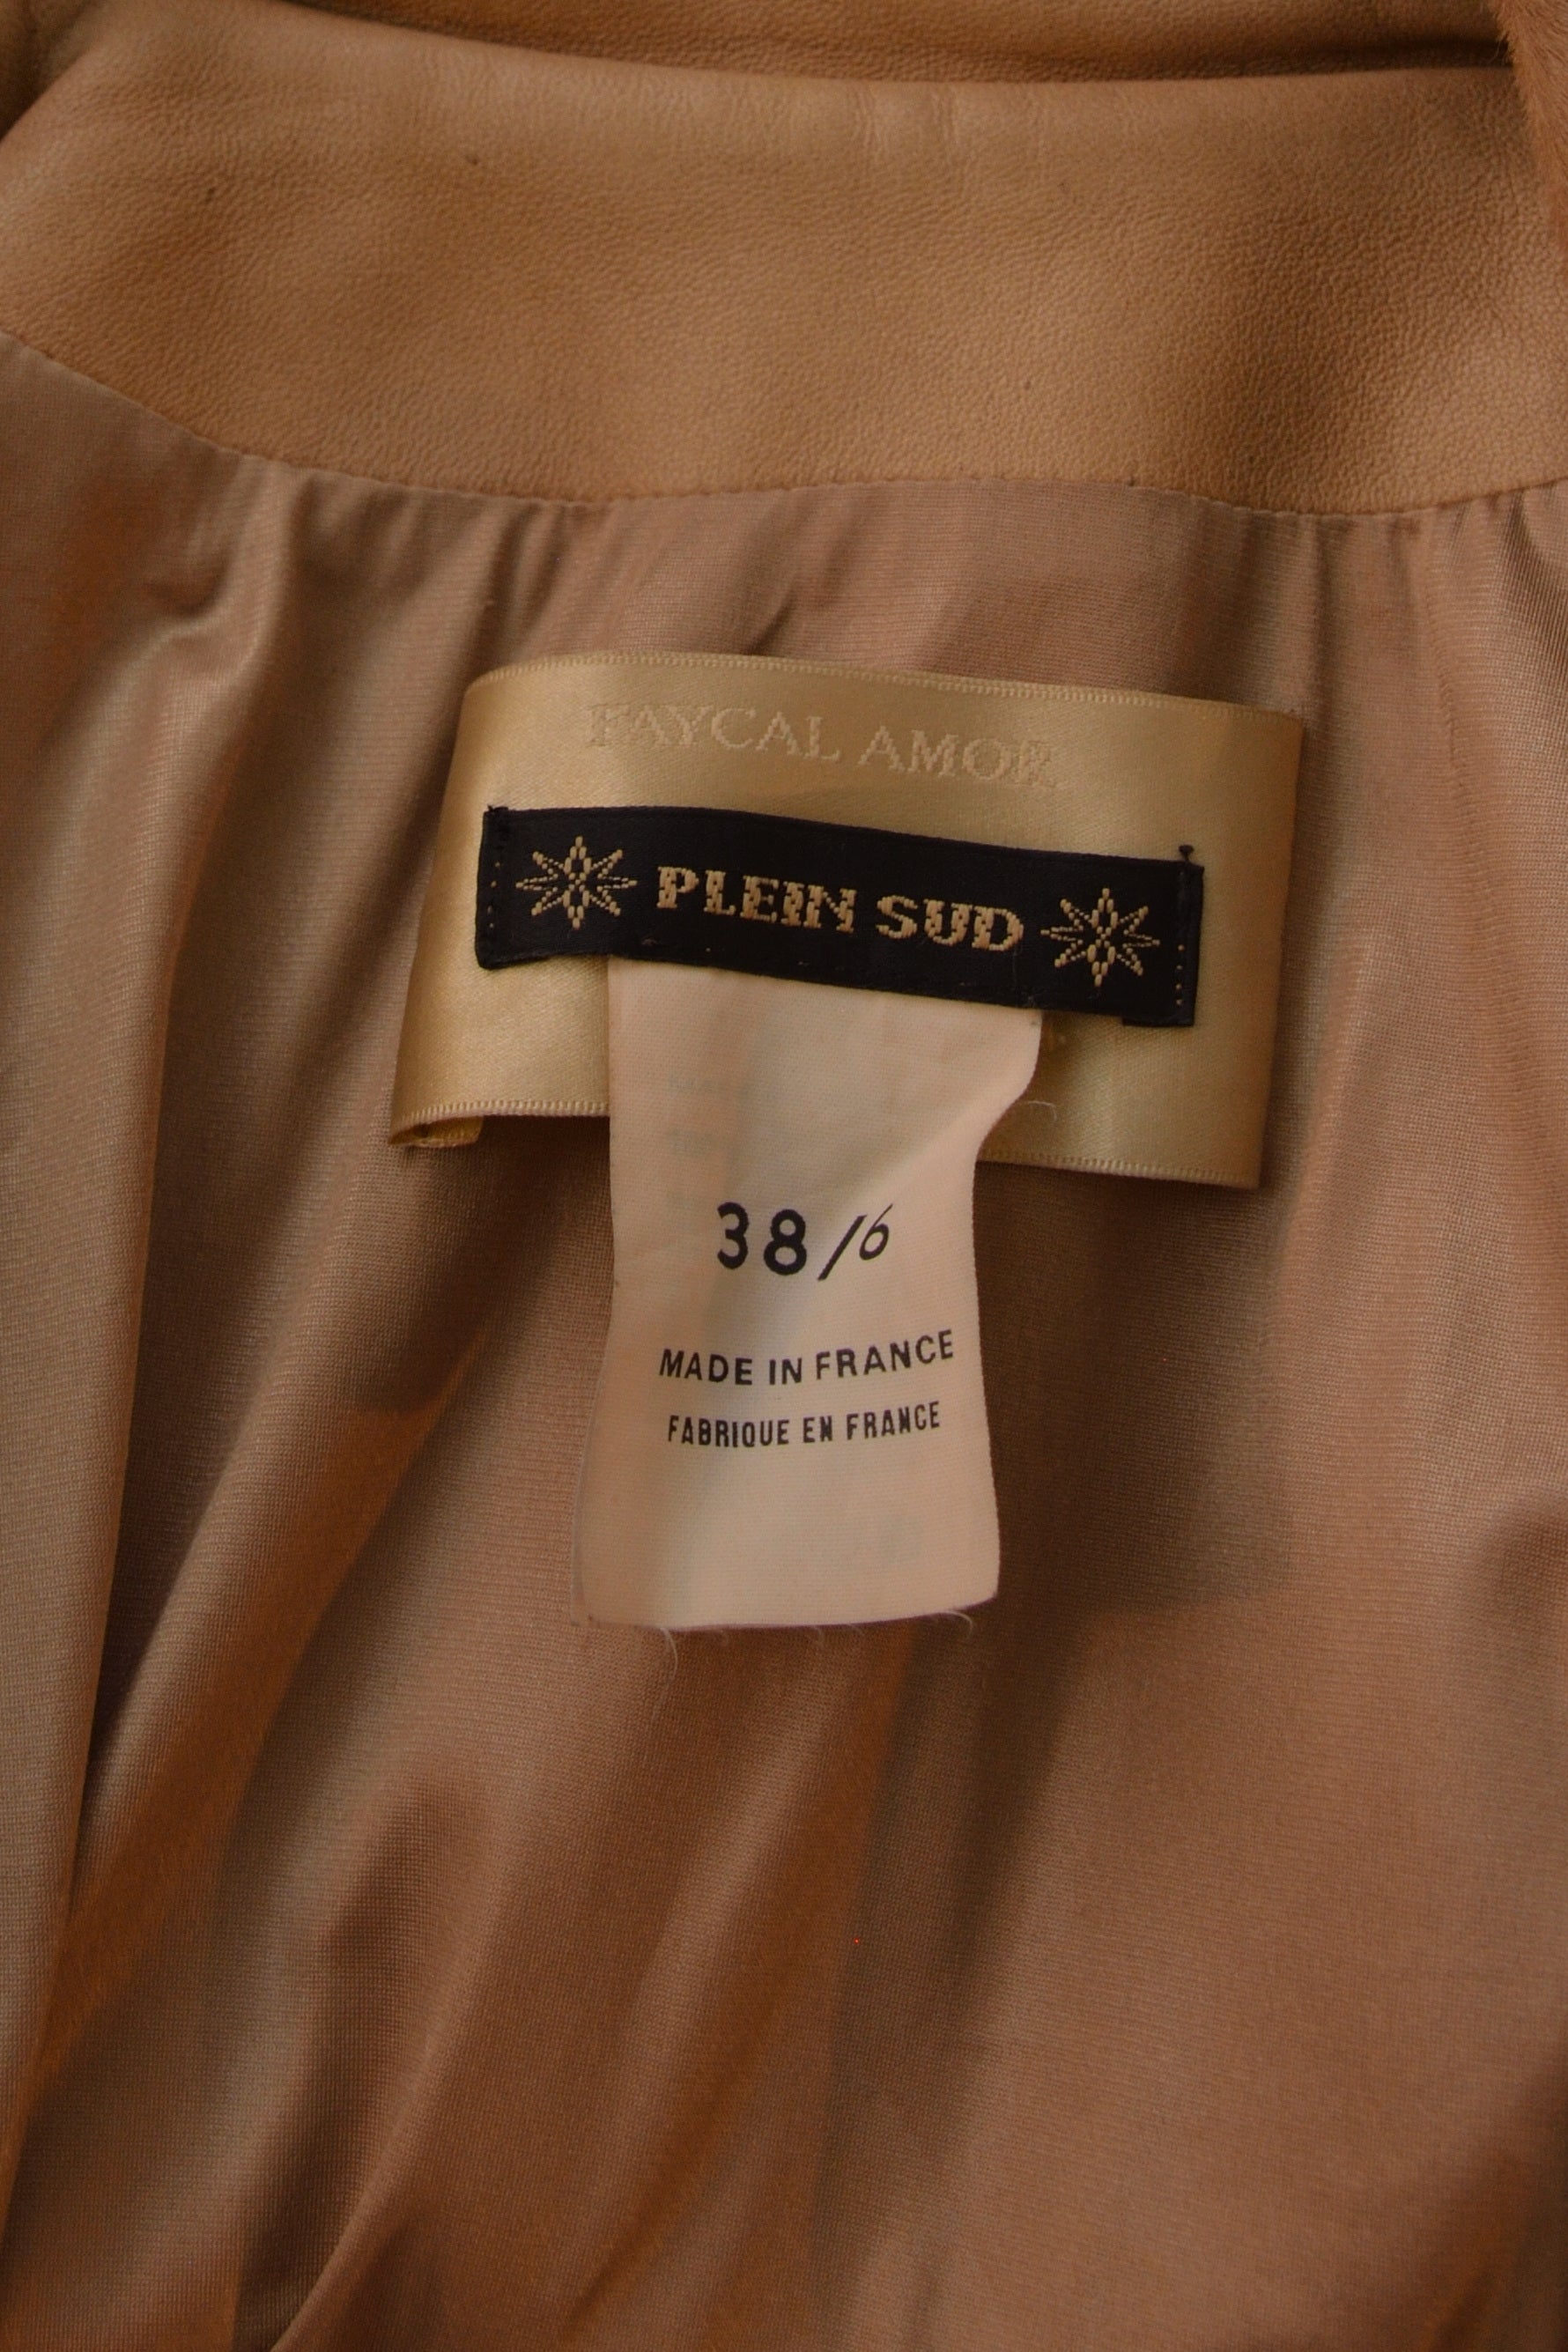 FAYCAL AMOR
PLEIN SUD
38/6
MADE IN FRANCE
FABRIQUE EN FRANCE